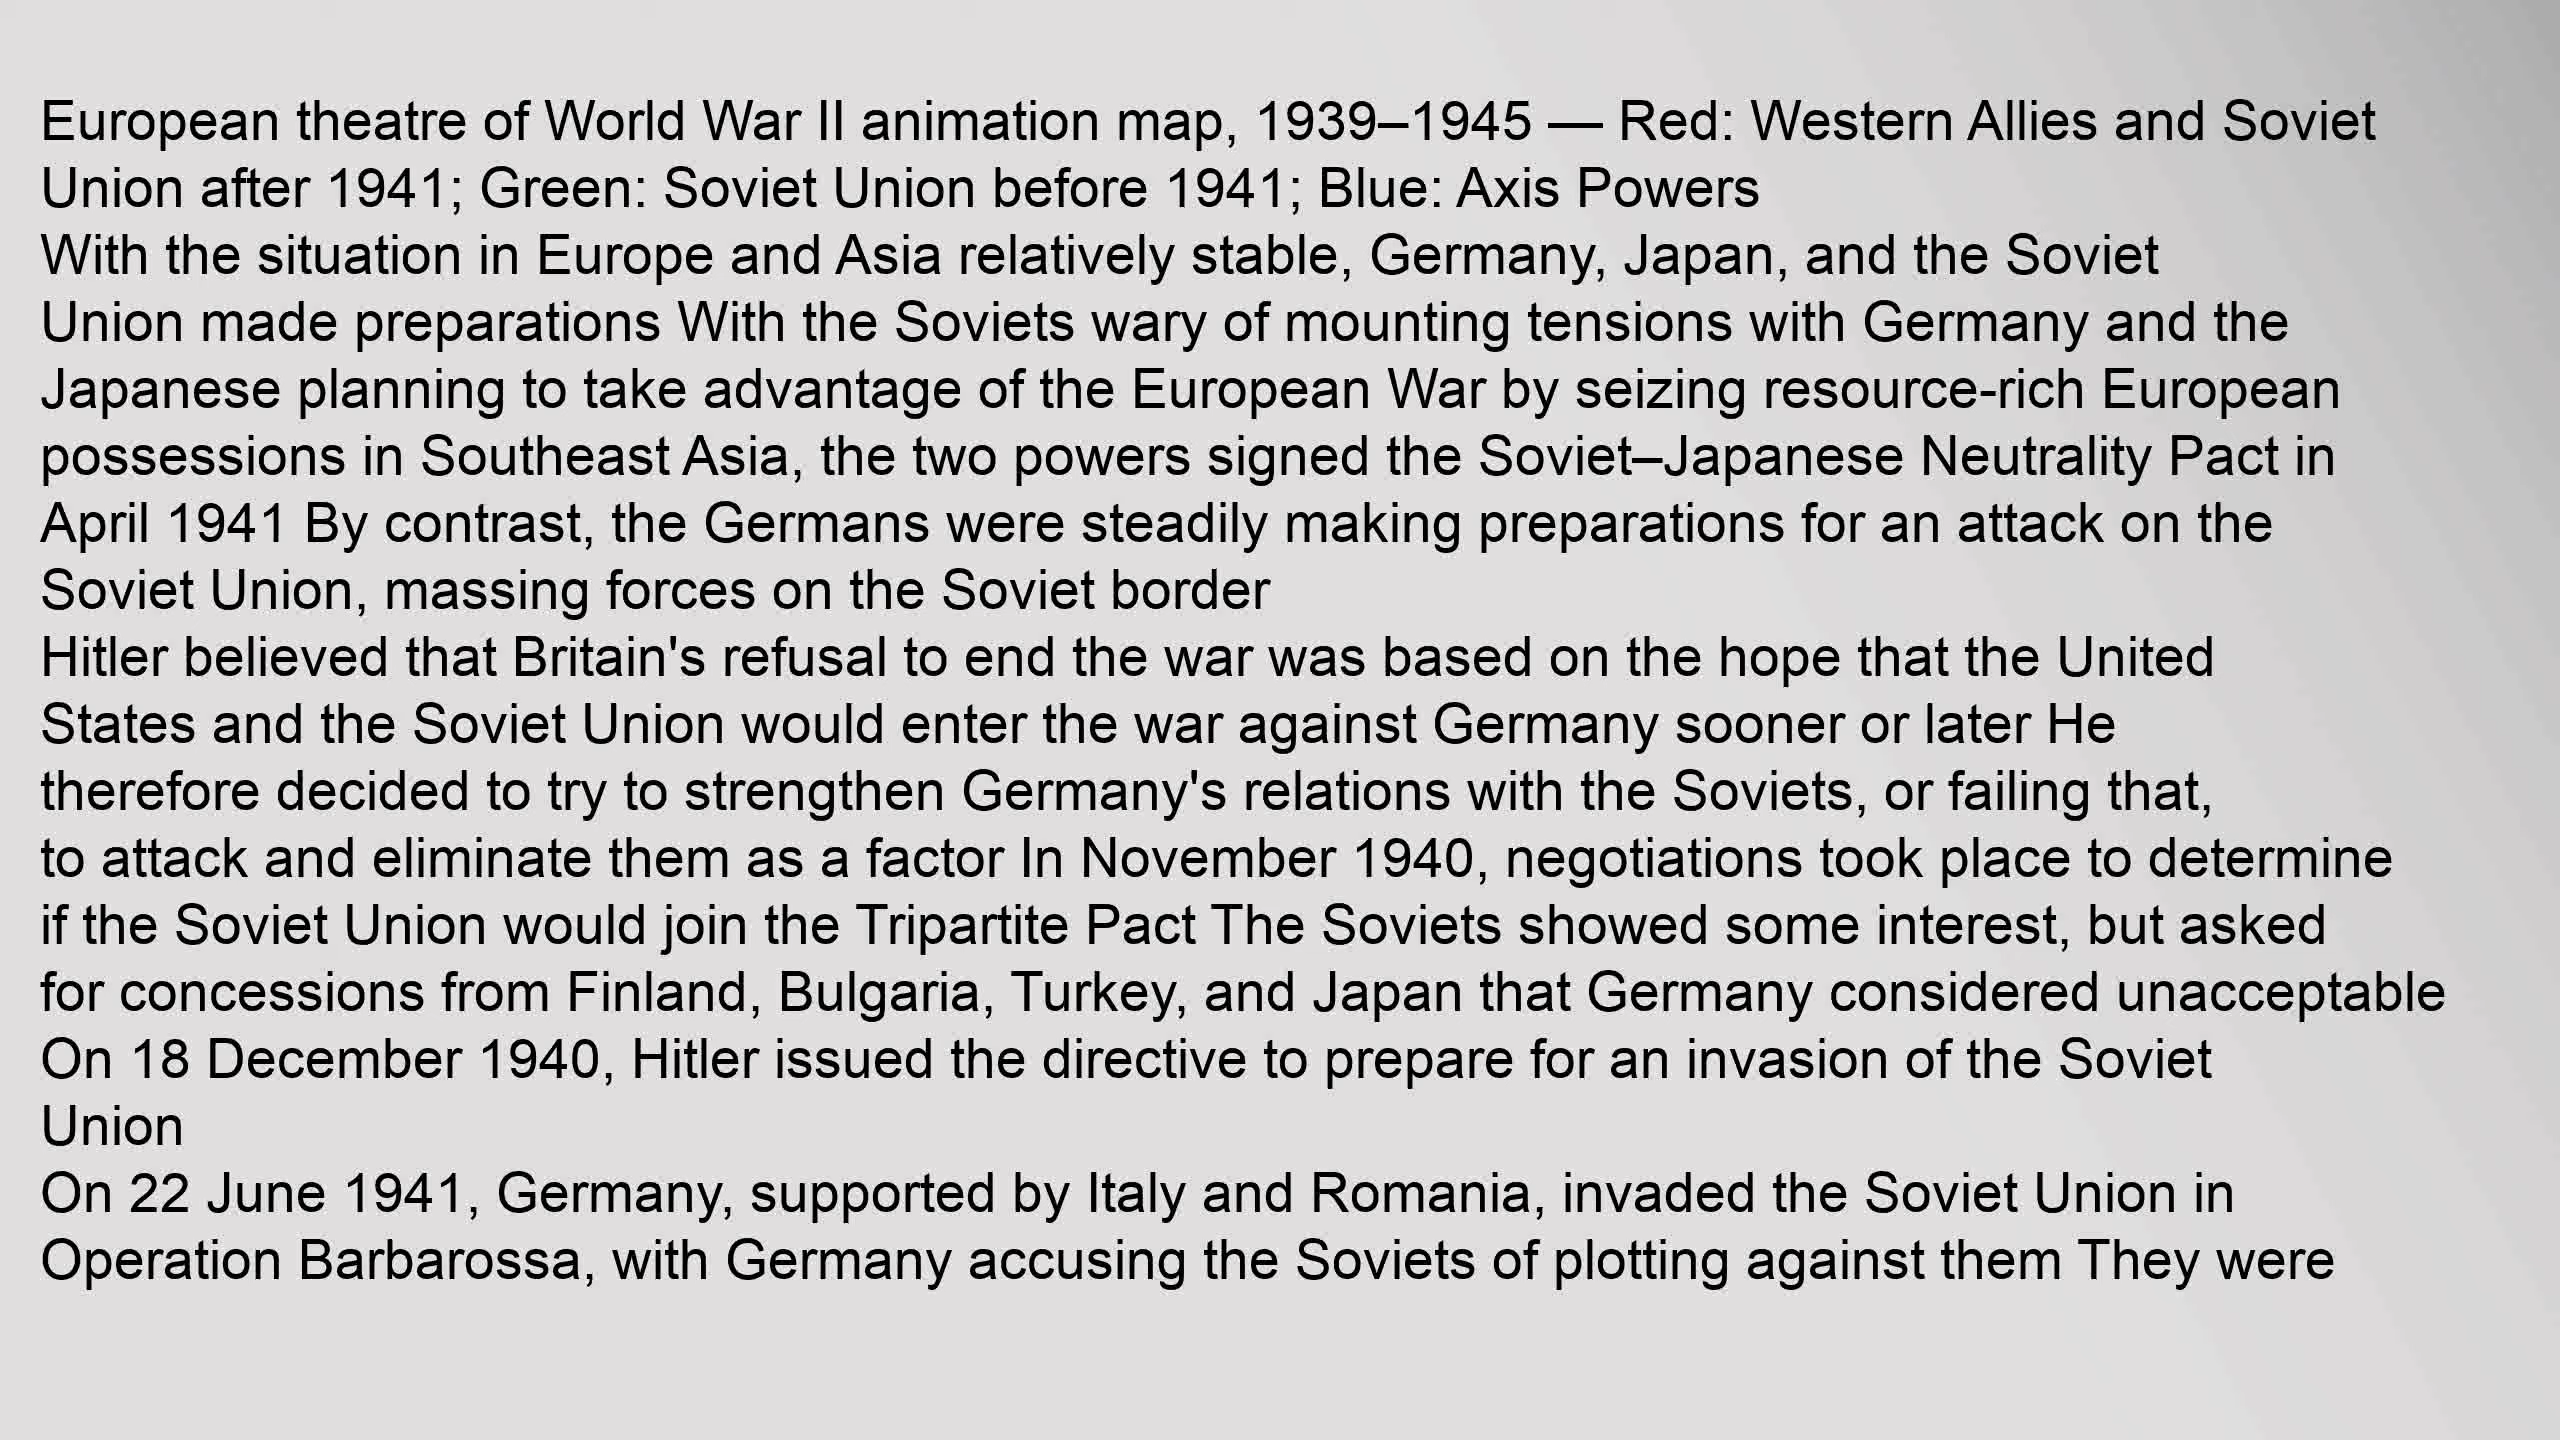 European theatre of World War II animation map, 1939–1945 — Red: Western Allies and Soviet
Union after 1941; Green: Soviet Union before 1941; Blue: Axis Powers
With the situation in Europe and Asia relatively stable, Germany, Japan, and the Soviet
Union made preparations With the Soviets wary of mounting tensions with Germany and the
Japanese planning to take advantage of the European War by seizing resource-rich European
possessions in Southeast Asia, the two powers signed the Soviet–Japanese Neutrality Pact in
April 1941 By contrast, the Germans were steadily making preparations for an attack on the
Soviet Union, massing forces on the Soviet border
Hitler believed that Britain's refusal to end the war was based on the hope that the United
States and the Soviet Union would enter the war against Germany sooner or later He
therefore decided to try to strengthen Germany's relations with the Soviets, or failing that,
to attack and eliminate them as a factor In November 1940, negotiations took place to determine
if the Soviet Union would join the Tripartite Pact The Soviets showed some interest, but asked
for concessions from Finland, Bulgaria, Turkey, and Japan that Germany considered unacceptable
On 18 December 1940, Hitler issued the directive to prepare for an invasion of the Soviet
Union
On 22 June 1941, Germany, supported by Italy and Romania, invaded the Soviet Union in
Operation Barbarossa, with Germany accusing the Soviets of plotting against them They were